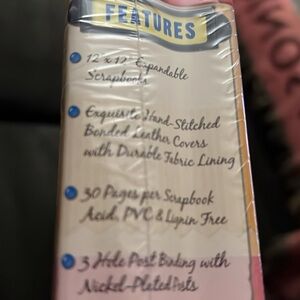 FEATURES
12"x12" Expandable
Scrapbooks
Exquisite Hand-Stitched
Bonded Leather Covers
with Durable Fabric Lining
30 Pages per Scrapbook
Acid, PVC & Lignin Free
3 Hole Post Binding with
Nickel-Plated Posts